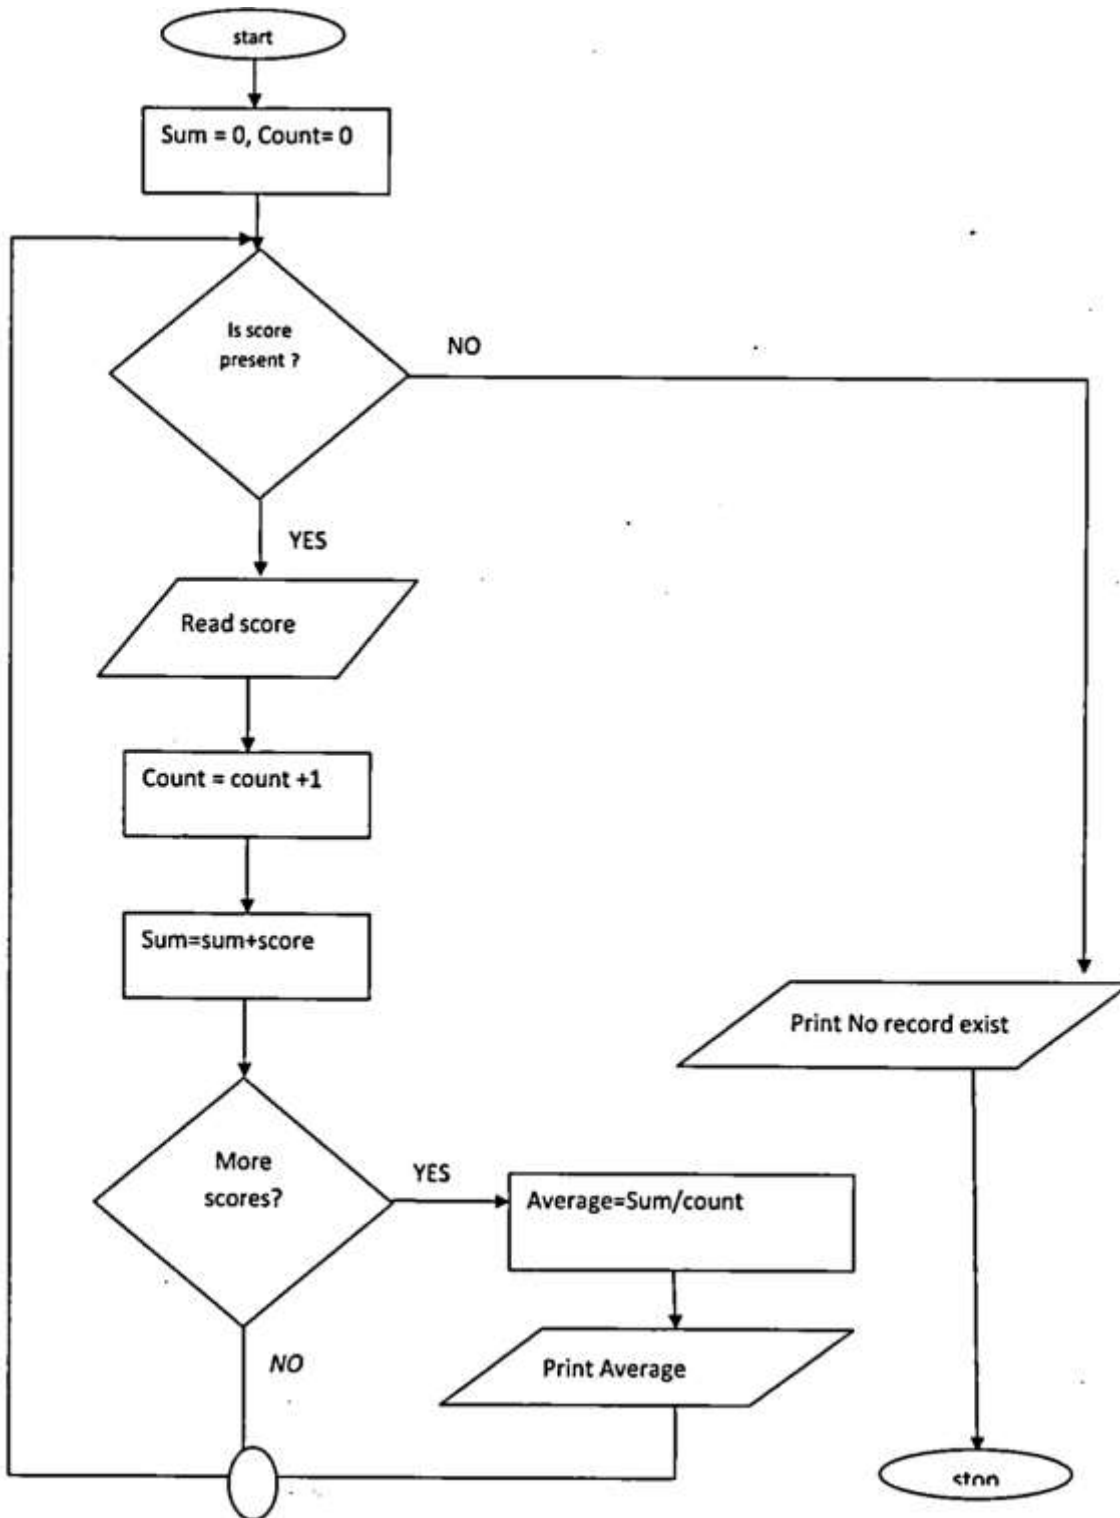 start
Sum = 0, Count= 0
Is score
present ?
NO
YES
Read score
Count = count +1
Sum=sum+score
Print No record exist
More
scores?
YES
Average=Sum/count
NO
Print Average
stop